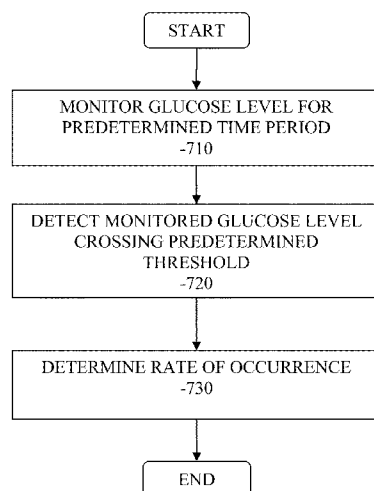 START
MONITOR GLUCOSE LEVEL FOR
PREDETERMINED TIME PERIOD
-710
DETECT MONITORED GLUCOSE LEVEL
CROSSING PREDETERMINED
THRESHOLD
-720
DETERMINE RATE OF OCCURRENCE
-730
END